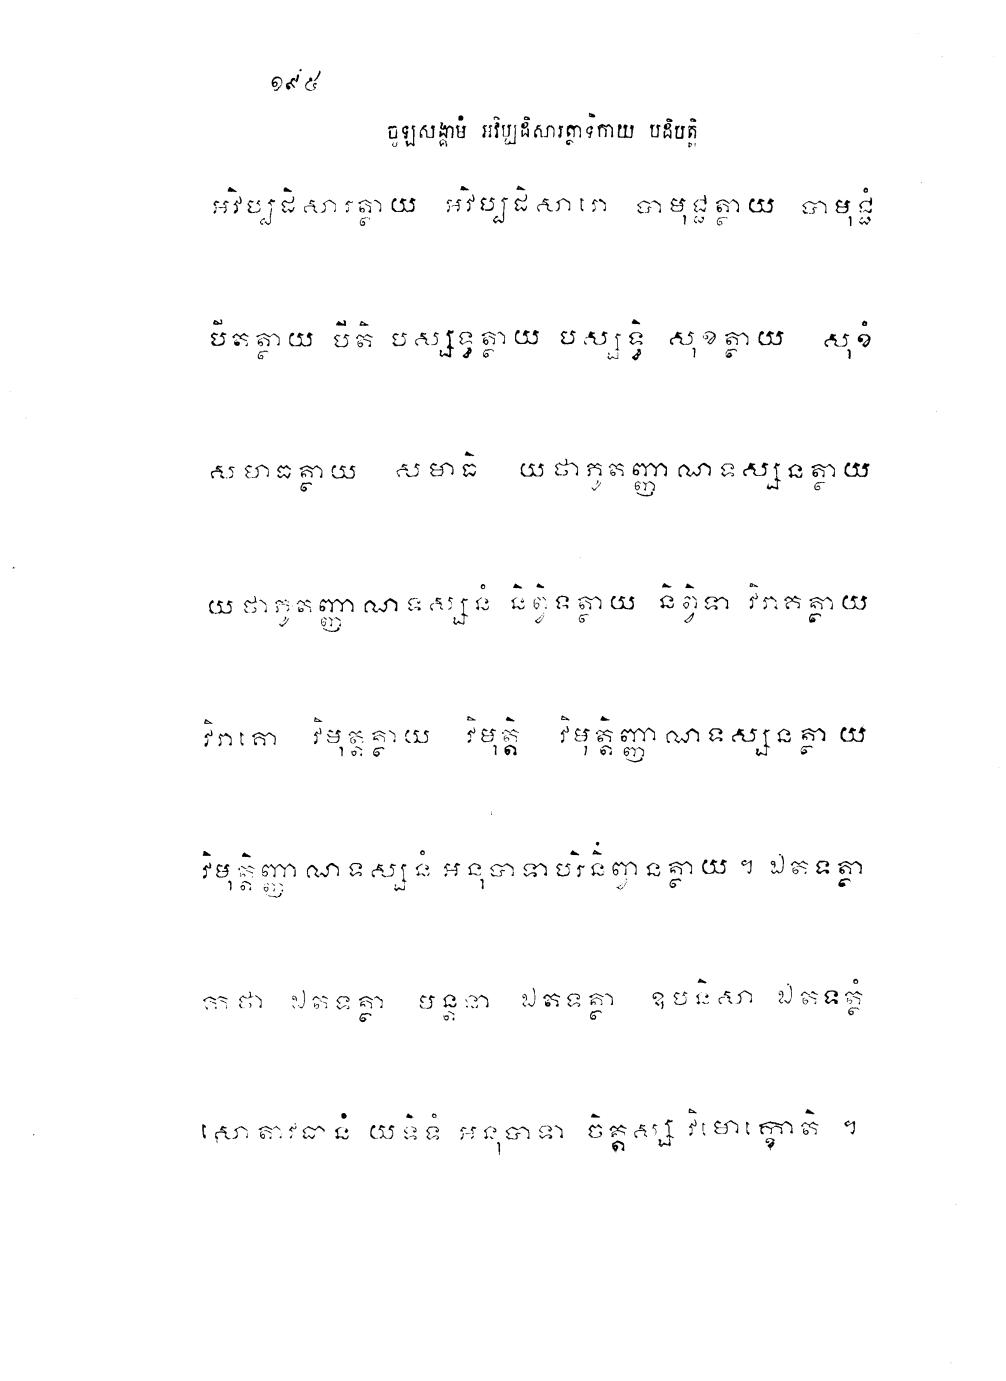 ១៩៥
ចូឡសង្គាមំ អវិប្បដិសារត្ថាទិកាយ បដិបត្តិ
អវិប្បដិសារត្ថាយ អវិប្បដិសារោ បាមុជ្ជត្ថាយ បាមុជ្ជំ
បីតត្ថាយ បីតិ បស្សទ្ធត្ថាយ បស្សទ្ធិ សុខត្ថាយ សុខំ
សមាធត្ថាយ សមាធិ យថាភូតញ្ញាណទស្សនត្ថាយ
យថាភូតញ្ញាណទស្សនំ និព្វិទត្ថាយ និព្វិទា វិរាគត្ថាយ
វិរាគោ វិមុត្តត្ថាយ វិមុត្តិ វិមុត្តិញ្ញាណទស្សនត្ថាយ
វិមុត្តិញ្ញាណទស្សនំ អនុបាទាបរិនិព្វានត្ថាយ ។ ឯតទត្ថា
កថា ឯតទត្ថា មន្តនា ឯតទត្ថា ឧបនិសា ឯតទត្ថំ
សោតាវធានំ យទិទំ អនុបាទា ចិត្តស្ស វិមោក្ខោតិ ។